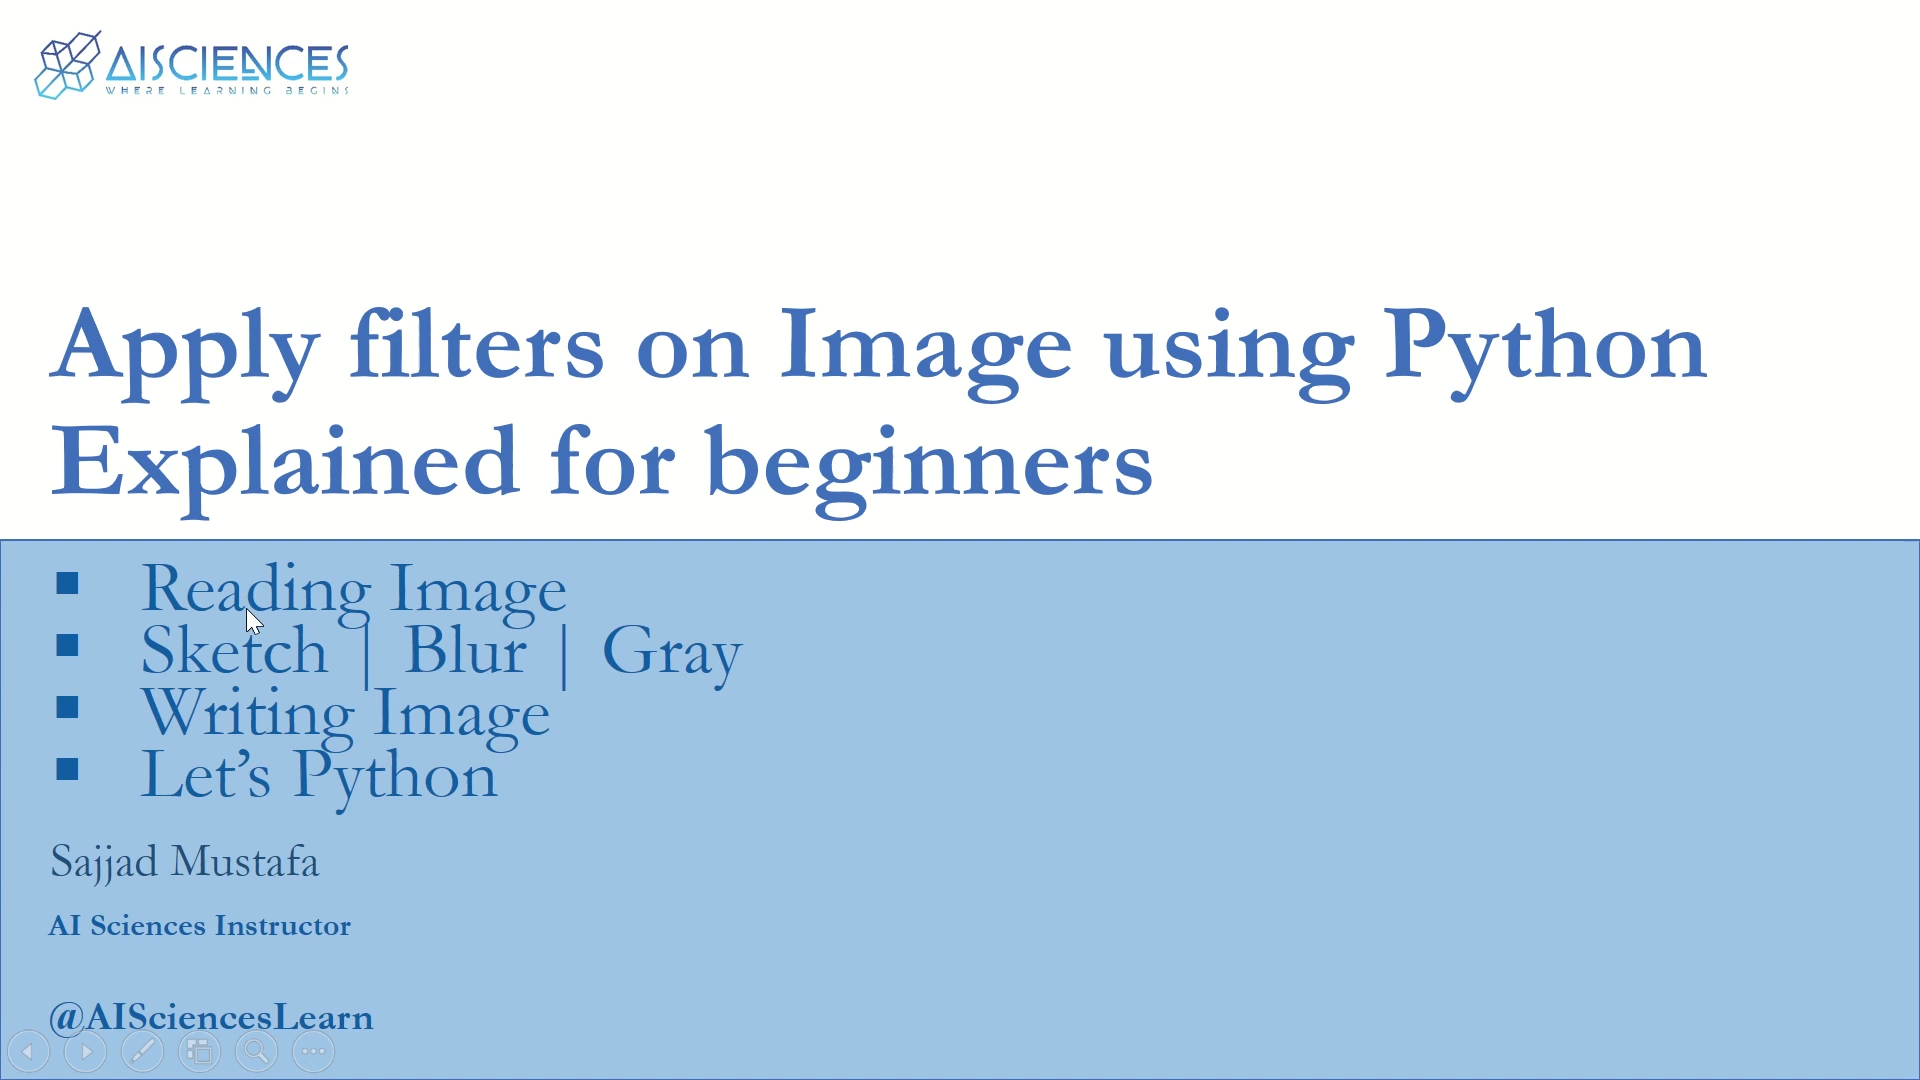 AISCIENCES
WHERE LEARNING BEGINS
Apply filters on Image using Python
Explained for beginners
Reading Image
Sketch | Blur | Gray
Writing Image
Let’s Python
Sajjad Mustafa
AI Sciences Instructor
@AISciencesLearn